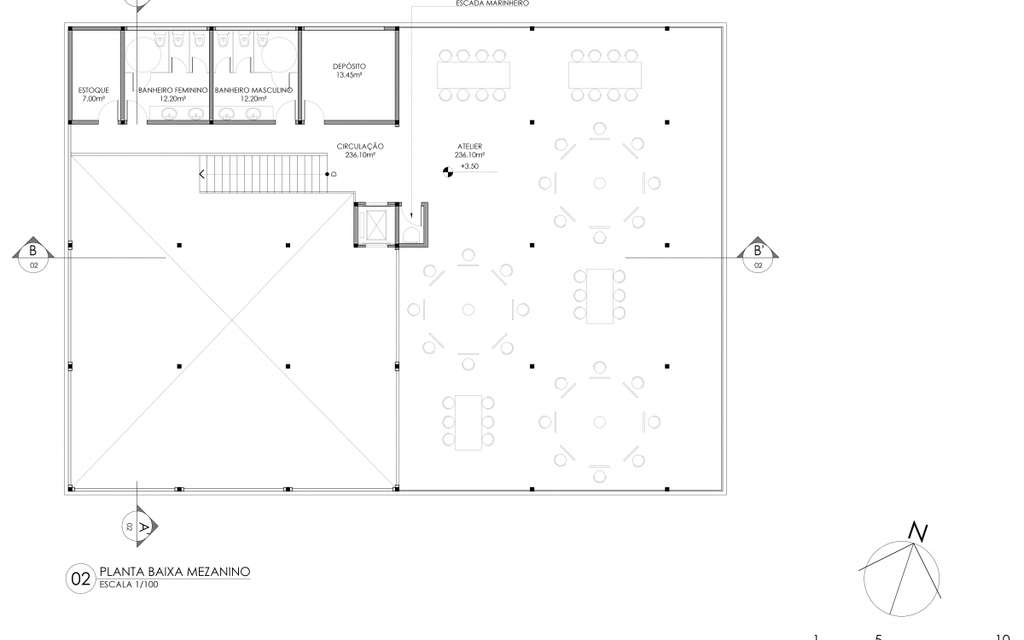 ESCADA MARINHEIRO
DEPÓSITO
13.45m²
ESTOQUE
7.00m²
BANHEIRO FEMININO
12.20m²
BANHEIRO MASCULINO
12.20m²
CIRCULAÇÃO
236.10m²
ATELIER
236.10m²
+3.50
D
B
02
B'
02
A'
02
N
02
PLANTA BAIXA MEZANINO
ESCALA 1/100
1 5 10